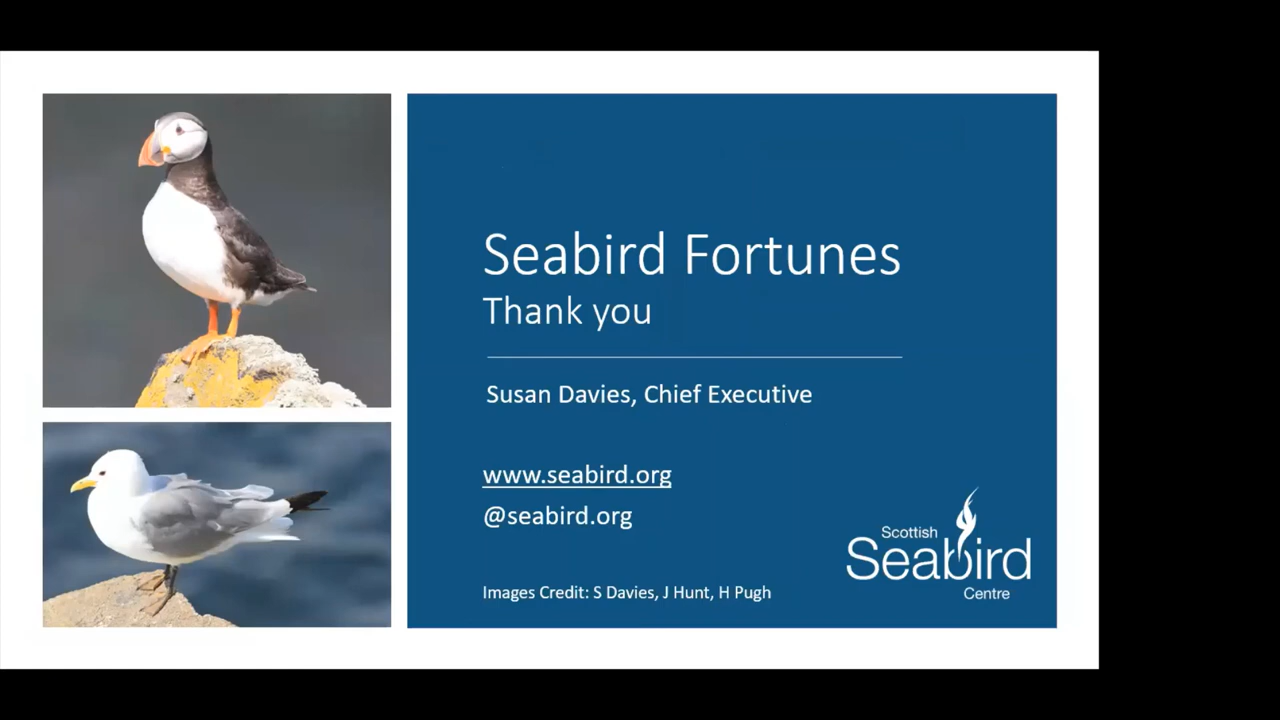 Seabird Fortunes
Thank you
Susan Davies, Chief Executive
www.seabird.org
@seabird.org
Images Credit: S Davies, J Hunt, H Pugh
Scottish
Seabird
Centre